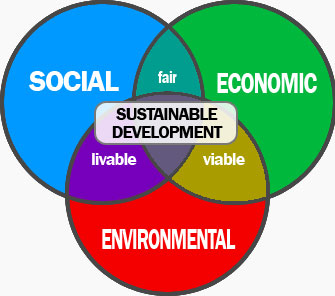 SOCIAL
fair
ECONOMIC
SUSTAINABLE
DEVELOPMENT
livable
viable
ENVIRONMENTAL